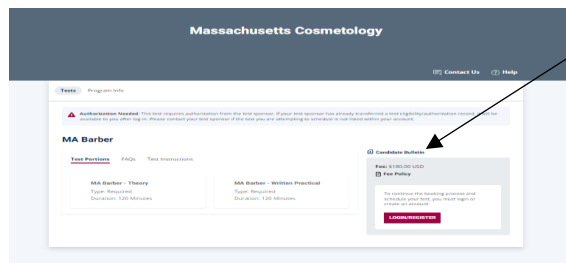 Massachusetts Cosmetology
Contact Us
Help
Tests
Program Info
Authorization Needed: This test requires authorization from the test sponsor. If your test sponsor has already transferred a test eligibility/authorization record, it will be
available to you after log in. Please contact your test sponsor if the test you are attempting to schedule is not listed within your account.
MA Barber
Candidate Bulletin
Test Portions
FAQs
Test Instructions
Fee: $190.00 USD
Fee Policy
MA Barber - Theory
Type: Required
Duration: 120 Minutes
MA Barber - Written Practical
Type: Required
Duration: 120 Minutes
To continue the booking process and
schedule your test, you must login or
create an account.
LOGIN/REGISTER